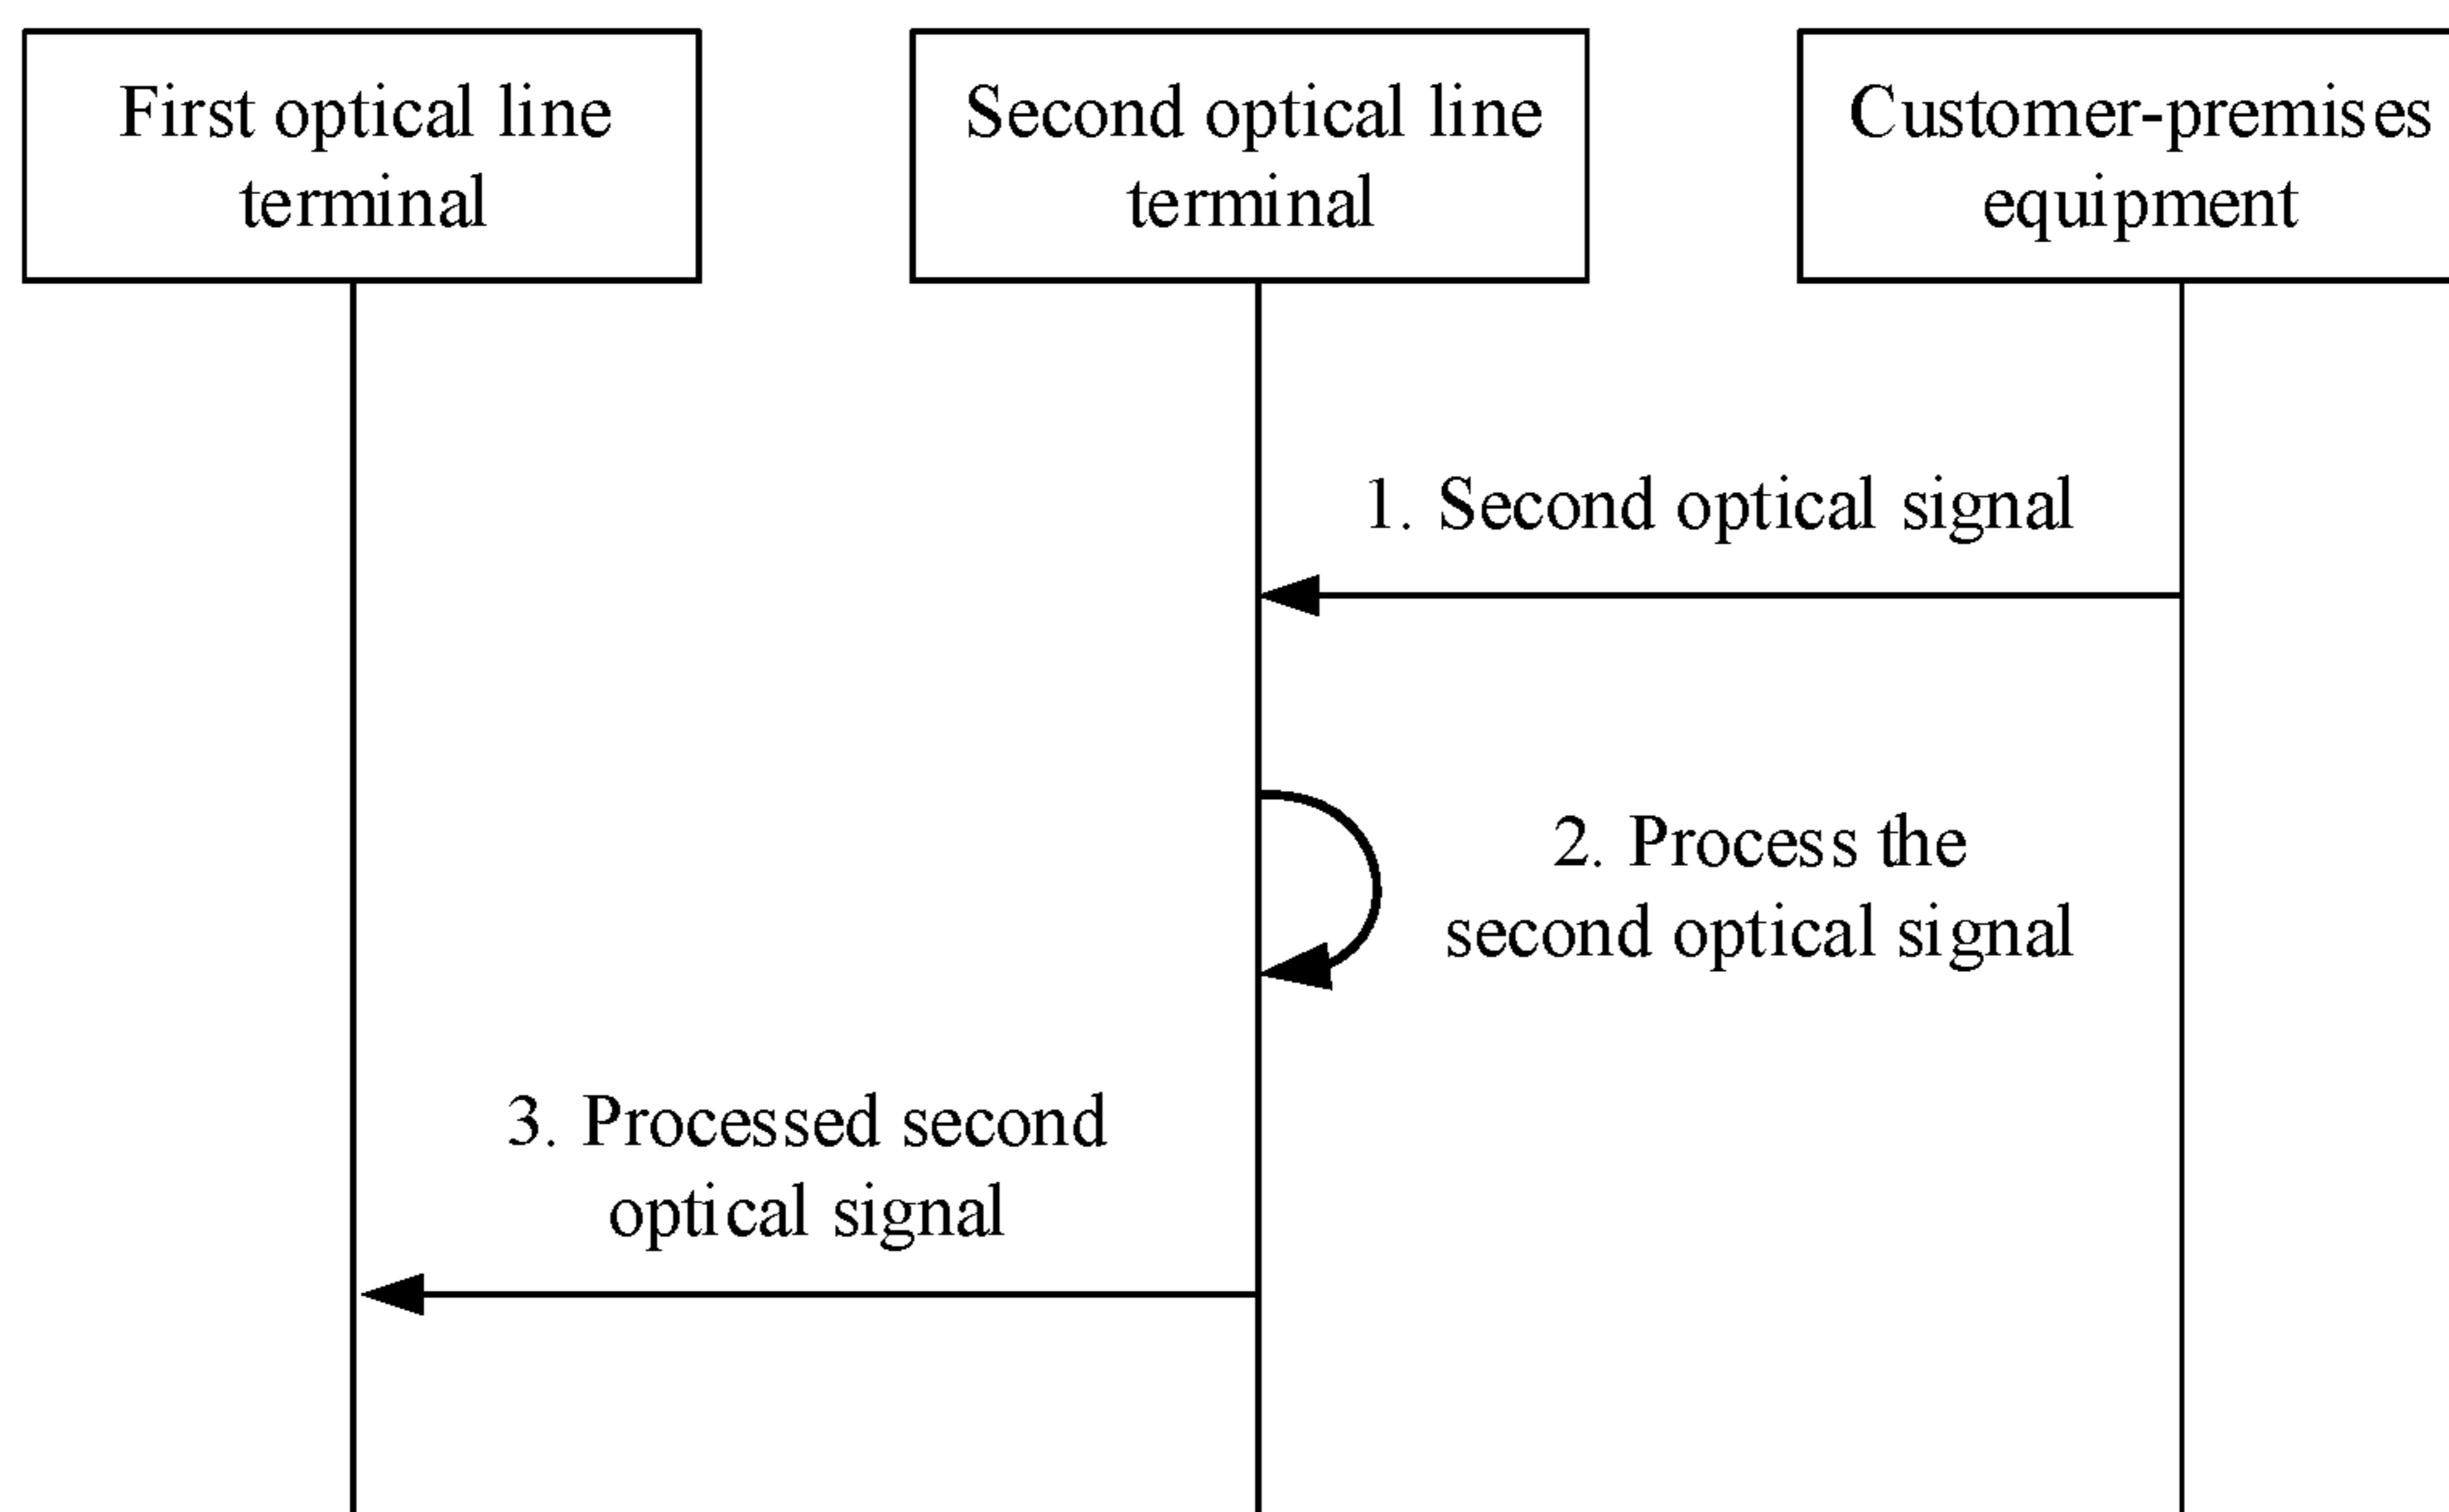 First optical line
terminal
Second optical line
terminal
Customer-premises
equipment
1. Second optical signal
2. Process the
second optical signal
3. Processed second
optical signal